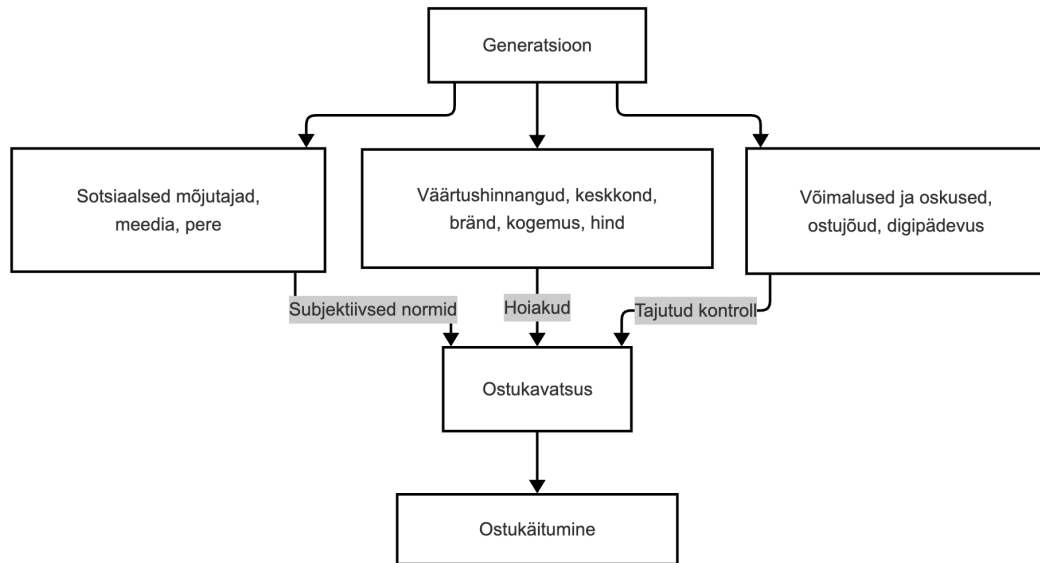 Generatsioon
Sotsiaalsed mõjutajad,
meedia, pere
Väärtushinnangud, keskkond,
bränd, kogemus, hind
Võimalused ja oskused,
ostujõud, digipädevus
Subjektiivsed normid
Hoiakud
Tajutud kontroll
Ostukavatsus
Ostukäitumine